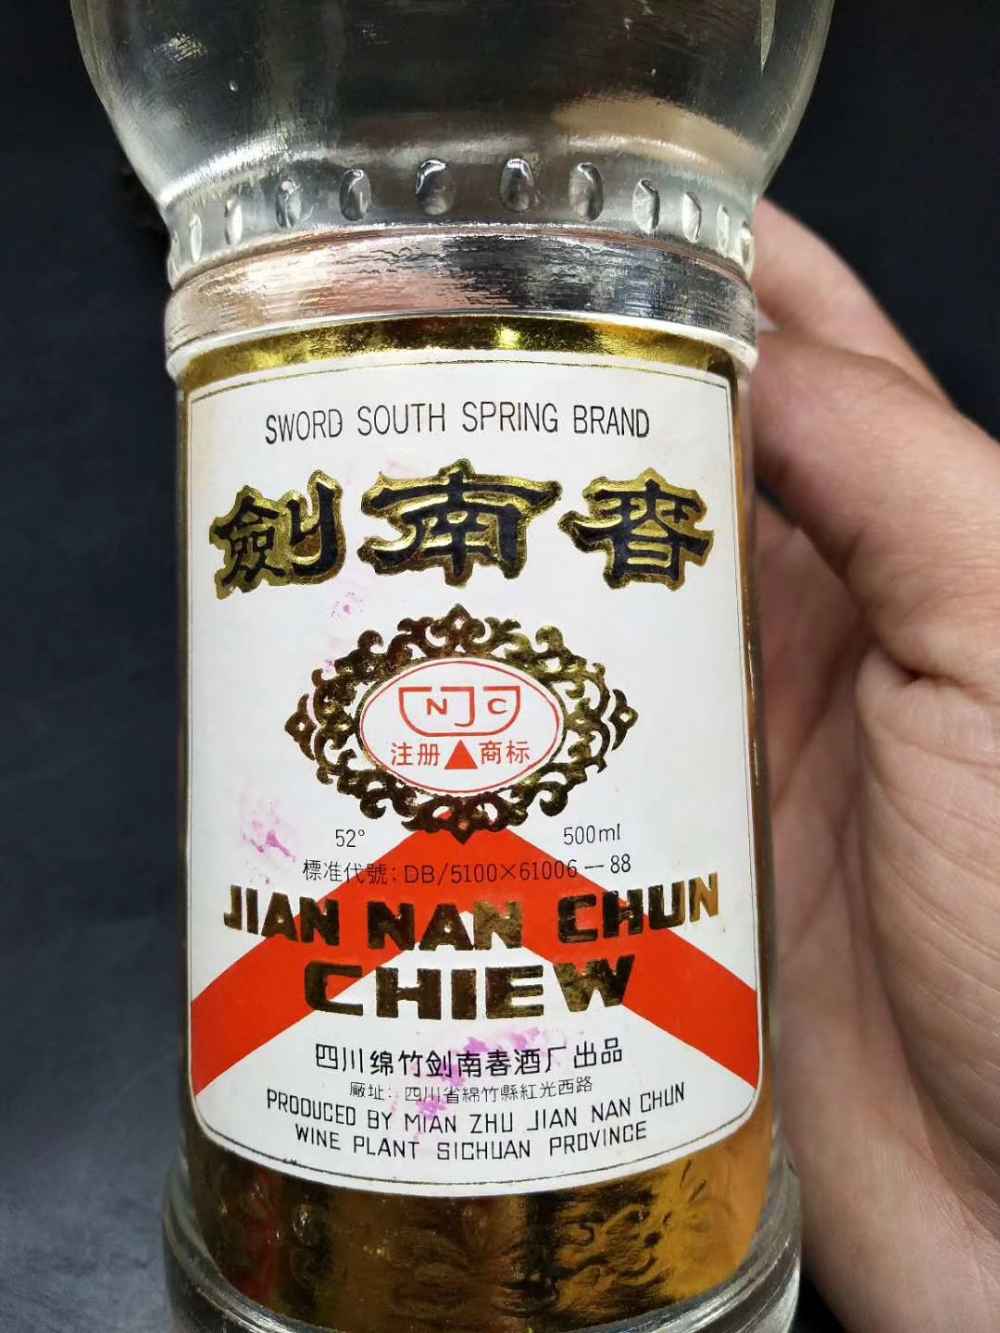 SWORD SOUTH SPRING BRAND
劍南春
NJC
注册 商标
52° 500ml
標准代號:DB/5100×61006—88
JIAN NAN CHUN
CHIEW
四川绵竹剑南春酒厂出品
廠址:四川省綿竹縣紅光西路
PRODUCED BY MIAN ZHU JIAN NAN CHUN
WINE PLANT SICHUAN PROVINCE